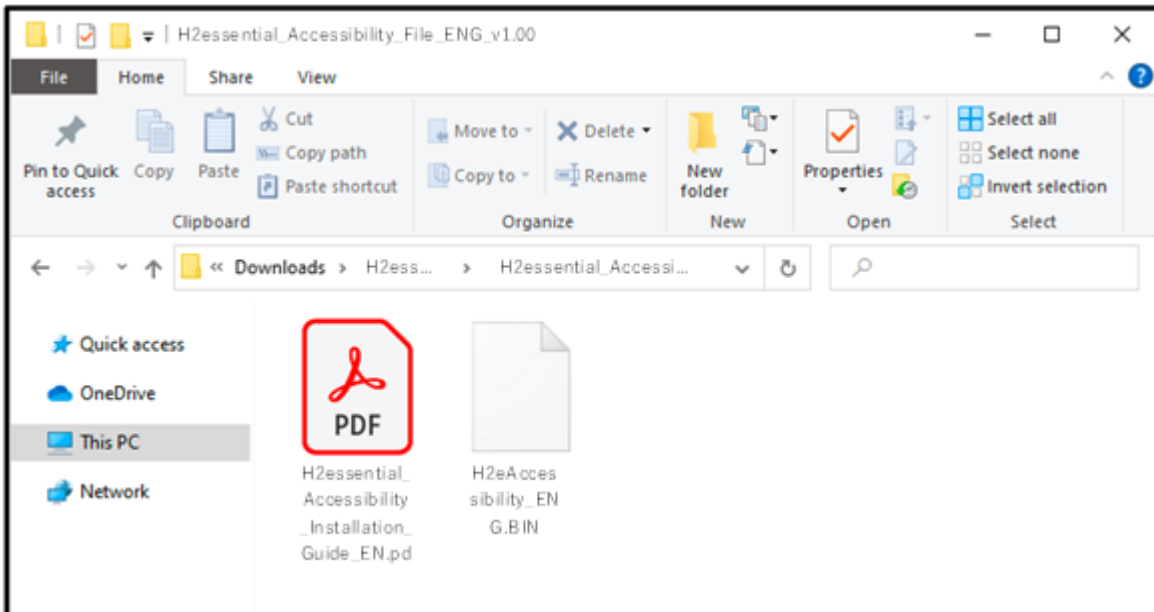 H2essential_Accessibility_File_ENG_v1.00
File Home Share View
Pin to Quick access
Copy
Paste
Cut
Copy path
Paste shortcut
Clipboard
Move to
Copy to
Delete
Rename
Organize
New folder
New
Properties
Open
Select all
Select none
Invert selection
Select
« Downloads > H2ess... > H2essential_Accessi...
Quick access
OneDrive
This PC
Network
PDF
H2essential_
Accessibility
_Installation_
Guide_EN.pd
H2eAcces
sibility_EN
G.BIN